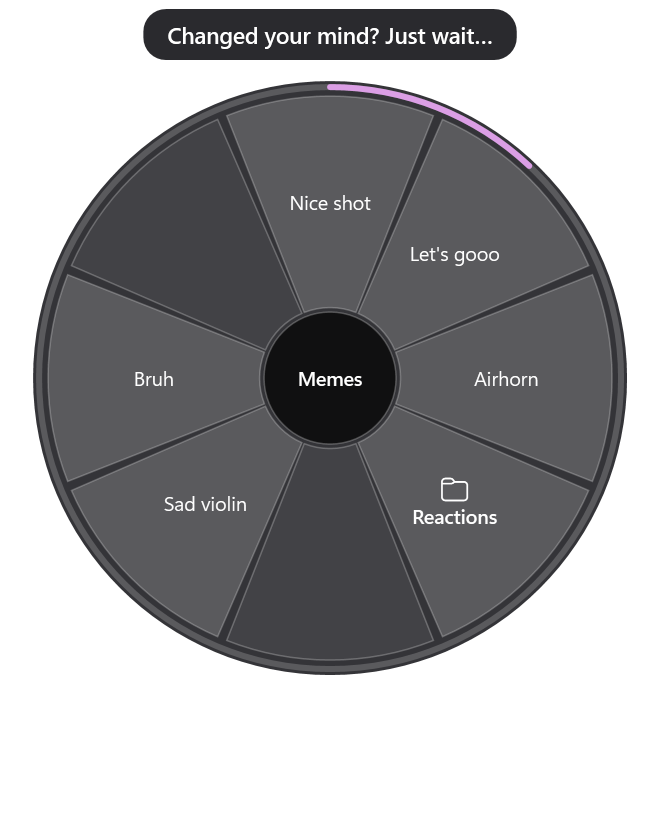 Changed your mind? Just wait...
Nice shot
Let's gooo
Bruh
Memes
Airhorn
Sad violin
Reactions